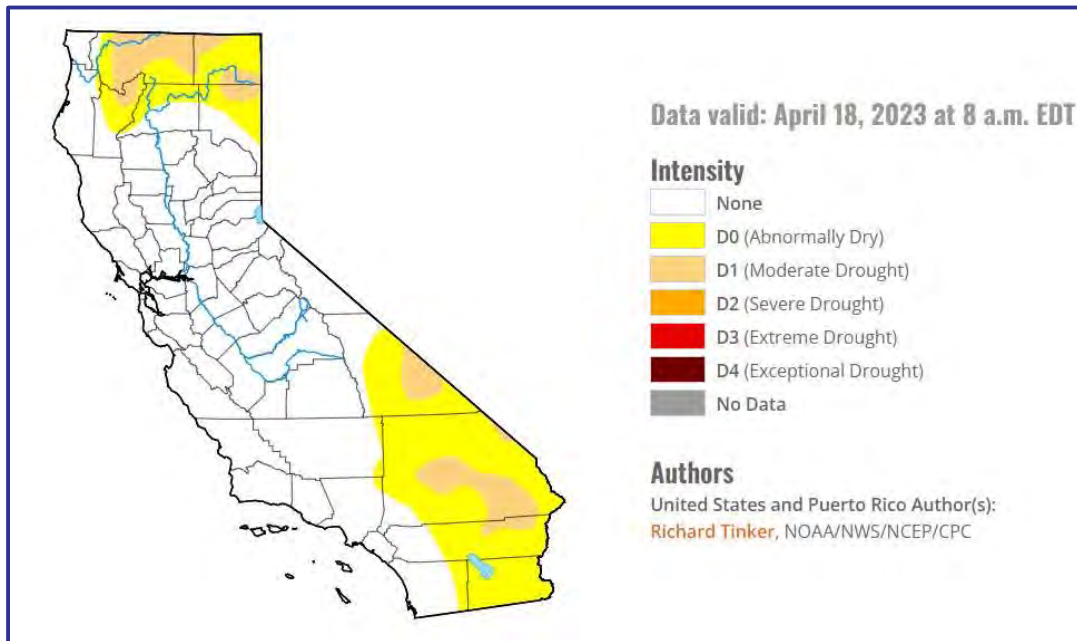 Data valid: April 18, 2023 at 8 a.m. EDT
Intensity
None
D0 (Abnormally Dry)
D1 (Moderate Drought)
D2 (Severe Drought)
D3 (Extreme Drought)
D4 (Exceptional Drought)
No Data
Authors
United States and Puerto Rico Author(s):
Richard Tinker, NOAA/NWS/NCEP/CPC